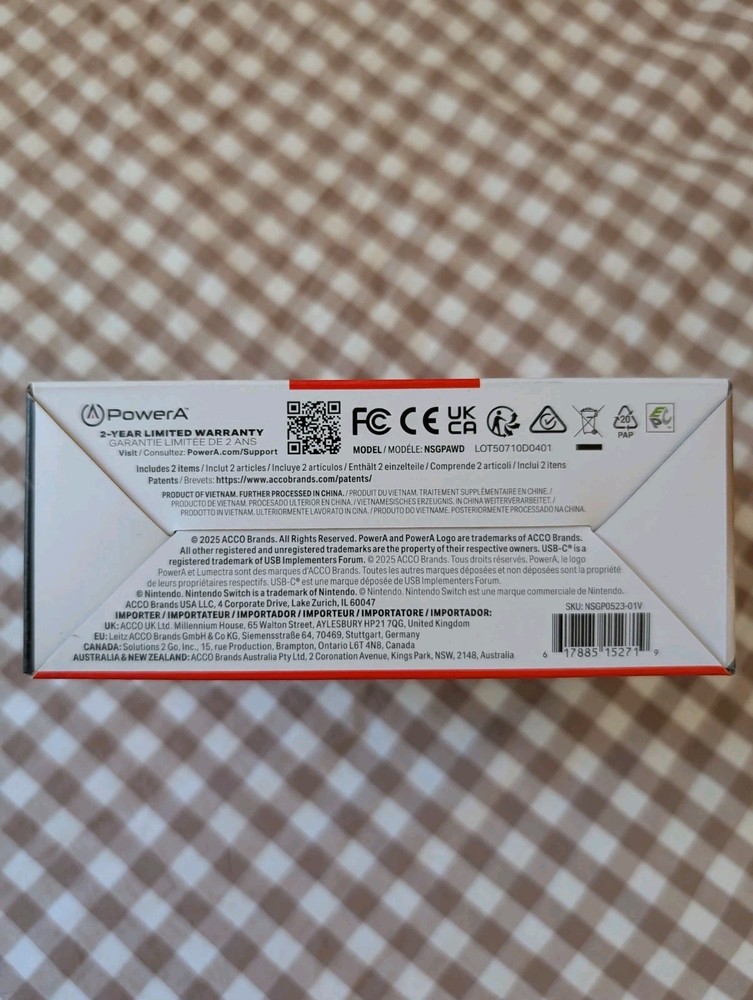 PowerA
2-YEAR LIMITED WARRANTY
GARANTIE LIMITÉE DE 2 ANS
Visit / Consultez: PowerA.com/Support
FC CE UK CA
MODEL / MODÈLE: NSGPAWD LOT50710D0401
20
PAP
Includes 2 items / Inclut 2 articles / Incluye 2 artículos / Enthält 2 einzelteile / Comprende 2 articoli / Inclui 2 itens
Patents / Brevets: https://www.accobrands.com/patents/
PRODUCT OF VIETNAM. FURTHER PROCESSED IN CHINA. / PRODUIT DU VIETNAM. TRAITEMENT SUPPLÉMENTAIRE EN CHINE. /
PRODUCTO DE VIETNAM. PROCESADO ULTERIOR EN CHINA. / VIETNAMESISCHES ERZEUGNIS. IN CHINA WEITERVERARBEITET. /
PRODOTTO IN VIETNAM. ULTERIORMENTE LAVORATO IN CINA. / PRODUTO DO VIETNAME. POSTERIORMENTE PROCESSADO NA CHINA.
© 2025 ACCO Brands. All Rights Reserved. PowerA and PowerA Logo are trademarks of ACCO Brands.
All other registered and unregistered trademarks are the property of their respective owners. USB-C® is a
registered trademark of USB Implementers Forum. © 2025 ACCO Brands. Tous droits réservés. PowerA, le logo
PowerA et Lumectra sont des marques d'ACCO Brands. Toutes les autres marques déposées et non déposées sont la propriété
de leurs propriétaires respectifs. USB-C® est une marque déposée de USB Implementers Forum.
© Nintendo. Nintendo Switch is a trademark of Nintendo. © Nintendo. Nintendo Switch est une marque commerciale de Nintendo.
ACCO Brands USA LLC, 4 Corporate Drive, Lake Zurich, IL 60047
IMPORTER / IMPORTATEUR / IMPORTADOR / IMPORTEUR / IMPORTATORE / IMPORTADOR:
UK: ACCO UK Ltd. Millennium House, 65 Walton Street, AYLESBURY HP21 7QG, United Kingdom
EU: Leitz ACCO Brands GmbH & Co KG, Siemensstraße 64, 70469, Stuttgart, Germany
CANADA: Solutions 2 Go, Inc., 15, rue Production, Brampton, Ontario L6T 4N8, Canada
AUSTRALIA & NEW ZEALAND: ACCO Brands Australia Pty Ltd, 2 Coronation Avenue, Kings Park, NSW, 2148, Australia
SKU: NSGP0523-01V
6 17885 15271 9